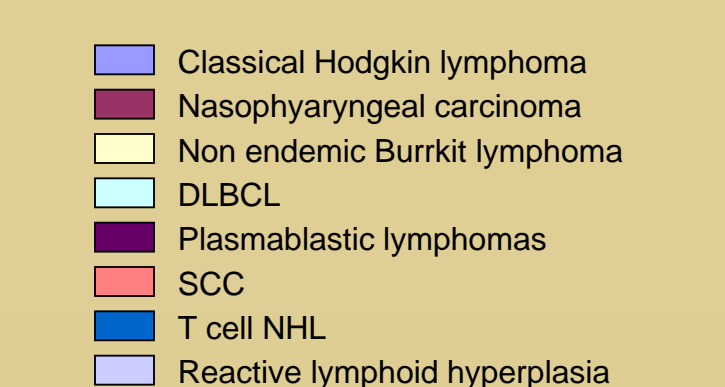 Classical Hodgkin lymphoma
Nasophyaryngeal carcinoma
Non endemic Burrkit lymphoma
DLBCL
Plasmablastic lymphomas
SCC
T cell NHL
Reactive lymphoid hyperplasia